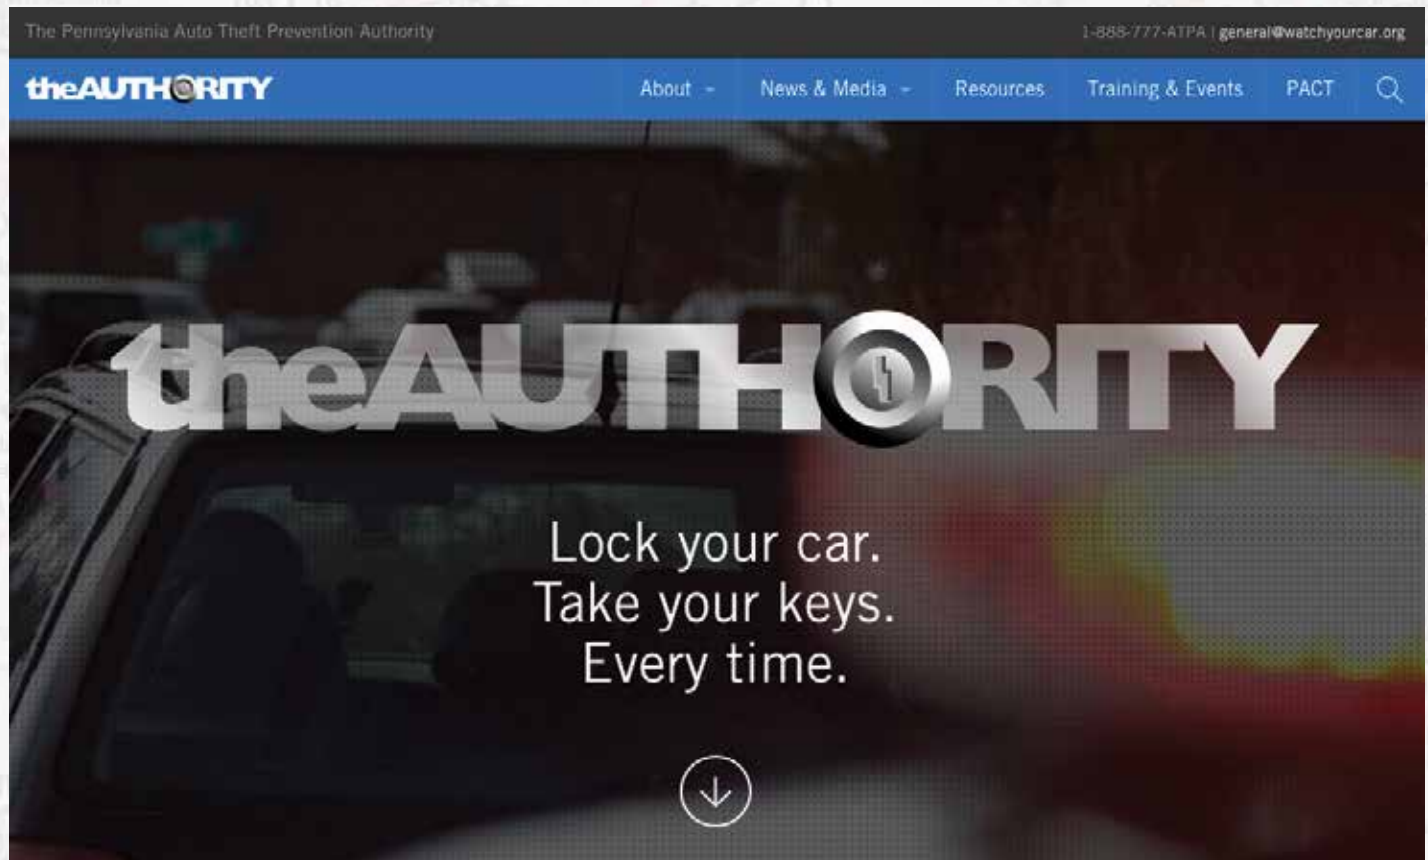 The Pennsylvania Auto Theft Prevention Authority
1-888-777-ATPA | general@watchyourcar.org
theAUTHORITY
About
News & Media
Resources
Training & Events
PACT
theAUTHORITY
Lock your car.
Take your keys.
Every time.